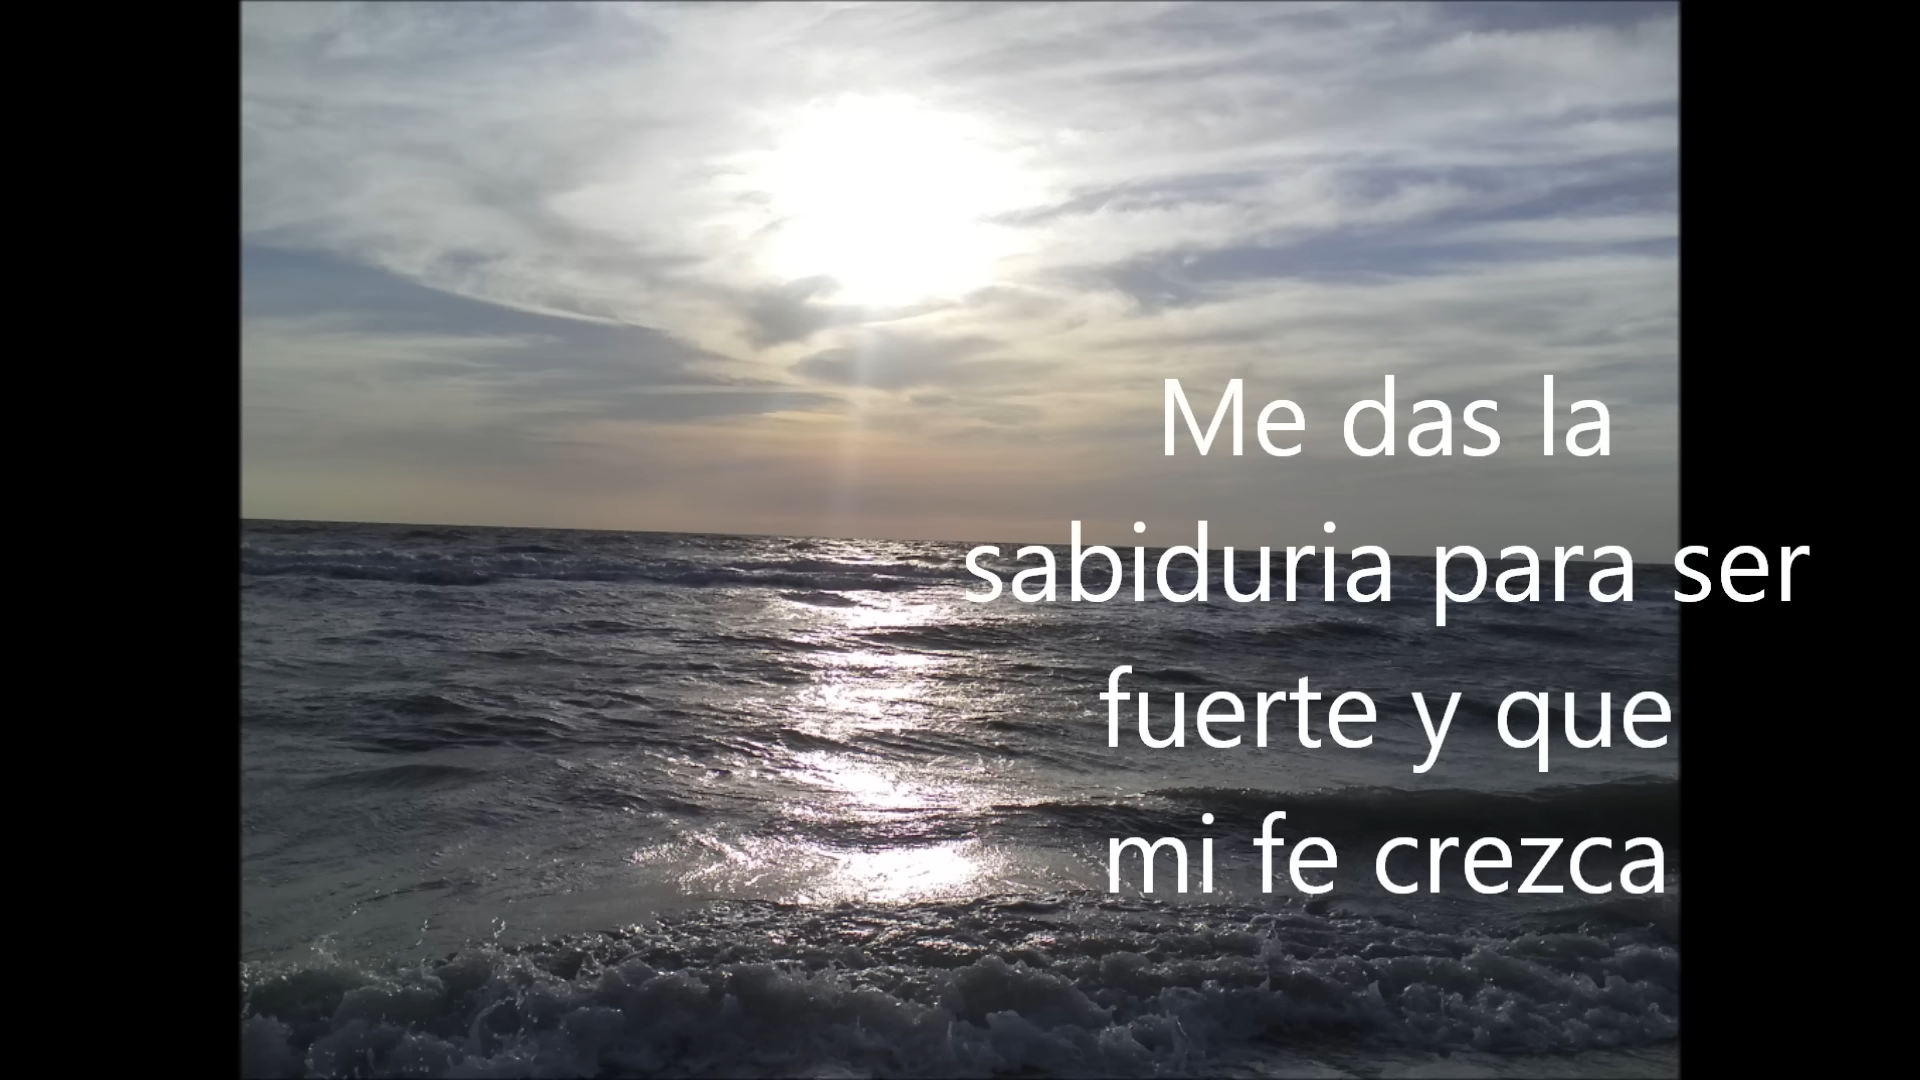 Me das la
sabiduria para ser
fuerte y que
mi fe crezca